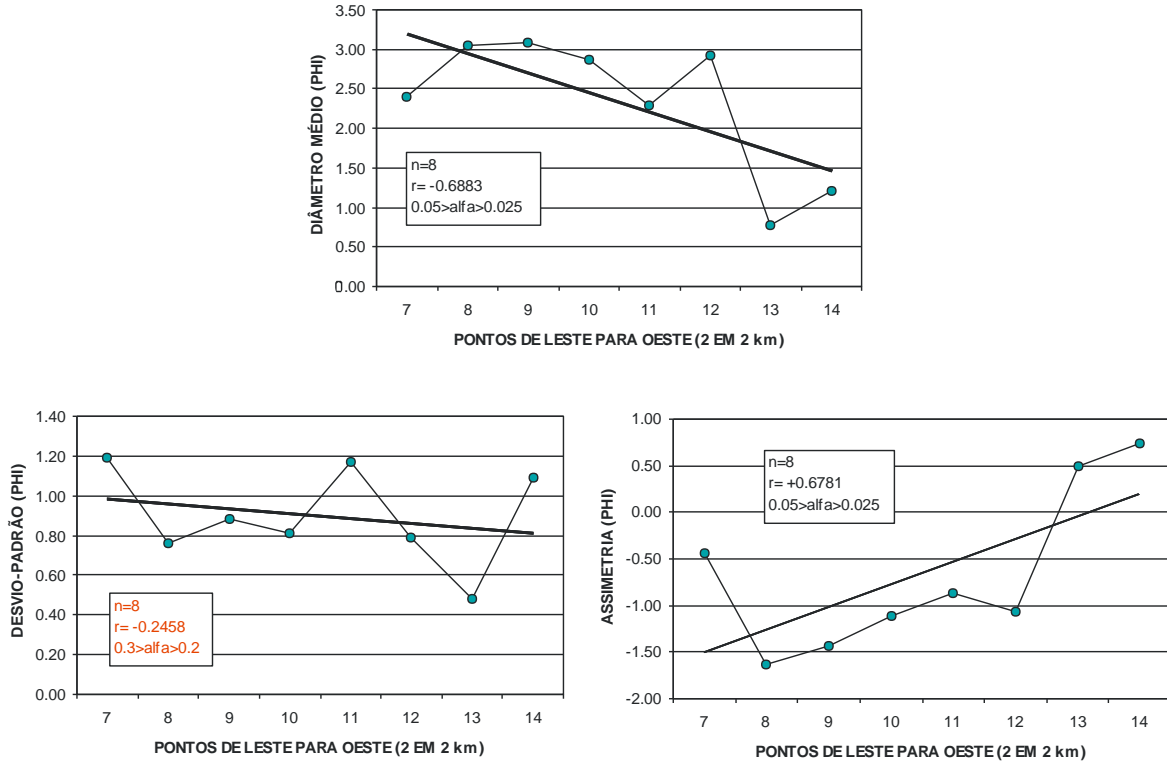 DIÂMETRO MÉDIO (PHI)
3.50
3.00
2.50
2.00
1.50
1.00
0.50
0.00
n=8
r= -0.6883
0.05>alfa>0.025
7 8 9 10 11 12 13 14
PONTOS DE LESTE PARA OESTE (2 EM 2 km)
DESVIO-PADRÃO (PHI)
1.40
1.20
1.00
0.80
0.60
0.40
0.20
0.00
n=8
r= -0.2458
0.3>alfa>0.2
7 8 9 10 11 12 13 14
PONTOS DE LESTE PARA OESTE (2 EM 2 km)
ASSIMETRIA (PHI)
1.00
0.50
0.00
-0.50
-1.00
-1.50
-2.00
n=8
r= +0.6781
0.05>alfa>0.025
7 8 9 10 11 12 13 14
PONTOS DE LESTE PARA OESTE (2 EM 2 km)